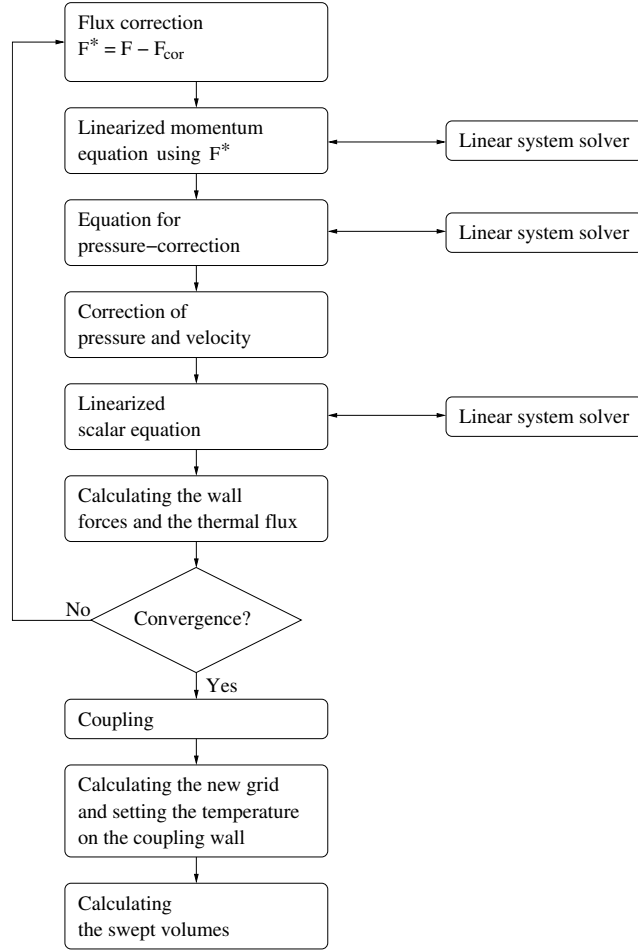 Flux correction
F* = F − Fcor
Linearized momentum
equation using F*
Linear system solver
Equation for
pressure−correction
Linear system solver
Correction of
pressure and velocity
Linearized
scalar equation
Linear system solver
Calculating the wall
forces and the thermal flux
No
Convergence?
Yes
Coupling
Calculating the new grid
and setting the temperature
on the coupling wall
Calculating
the swept volumes